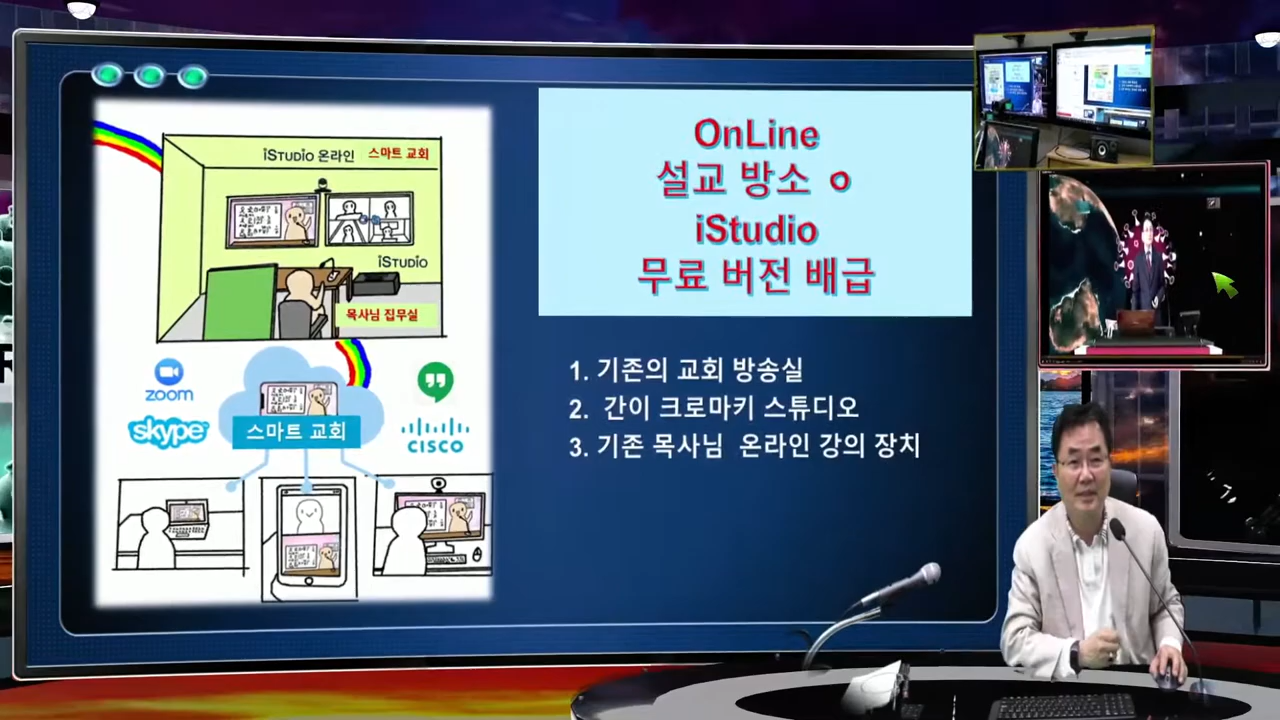 iStudio 온라인 스마트 교회
iStudio
목사님 집무실
zoom
skype
스마트 교회
CISCO
OnLine
설교 방소 ㅇ
iStudio
무료 버전 배급
1. 기존의 교회 방송실
2. 간이 크로마키 스튜디오
3. 기존 목사님 온라인 강의 장치